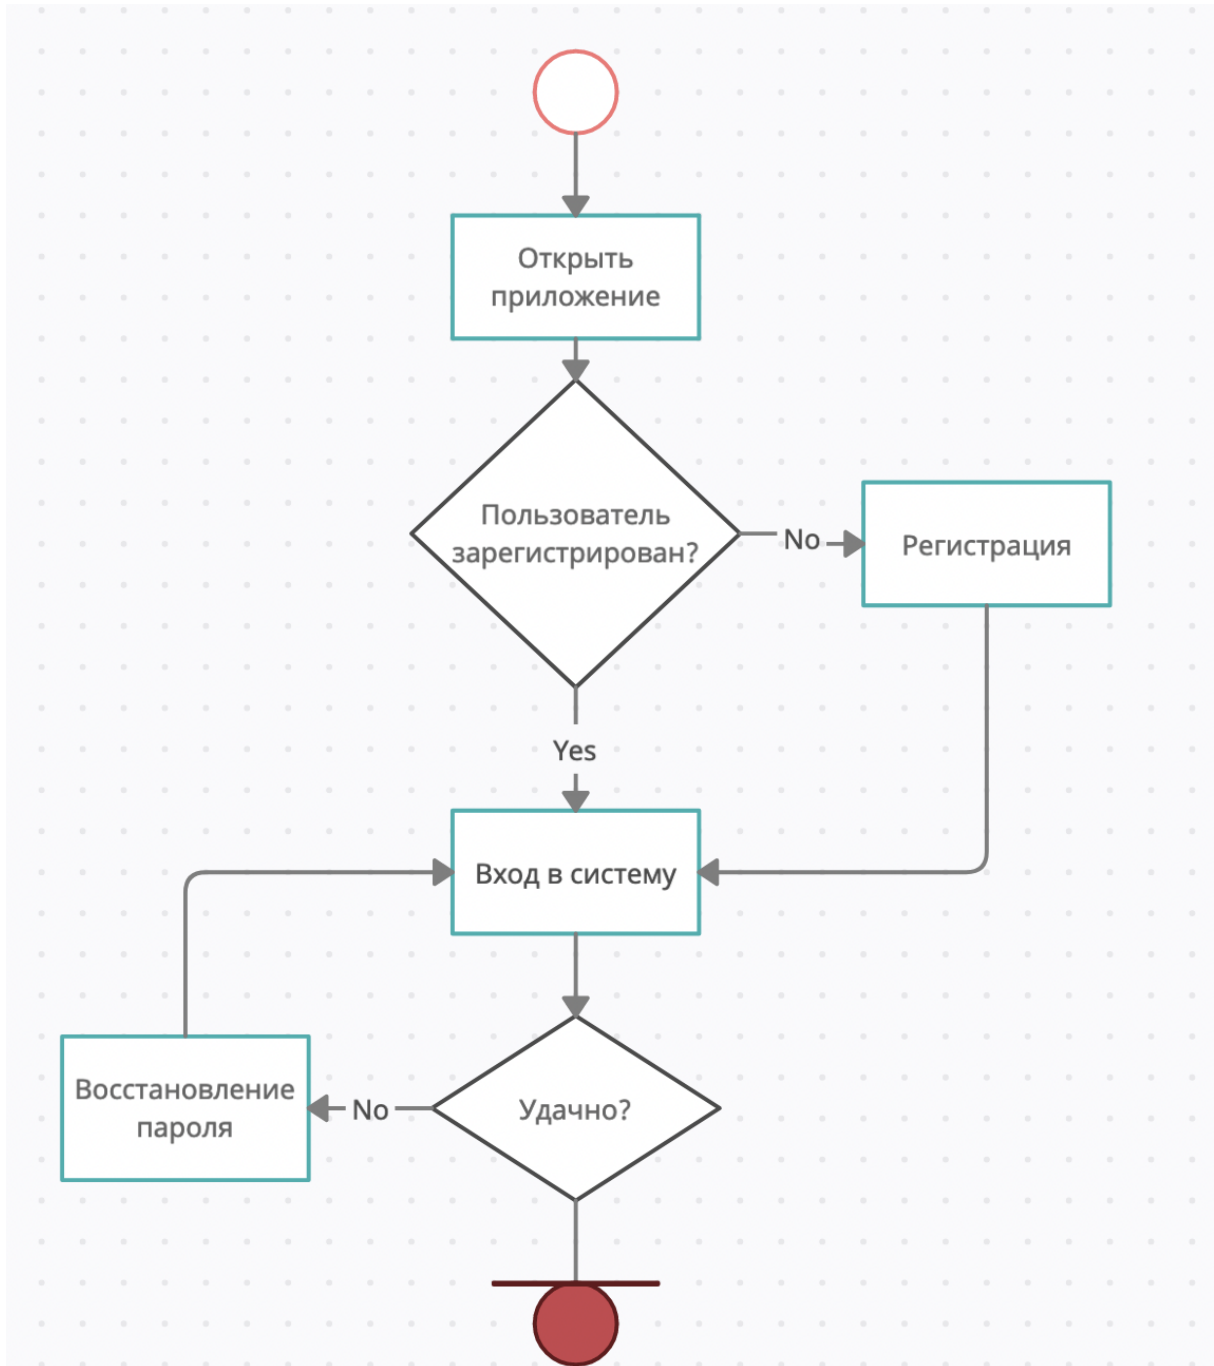 Открыть
приложение
Пользователь
зарегистрирован?
No
Регистрация
Yes
Вход в систему
Восстановление
пароля
No
Удачно?